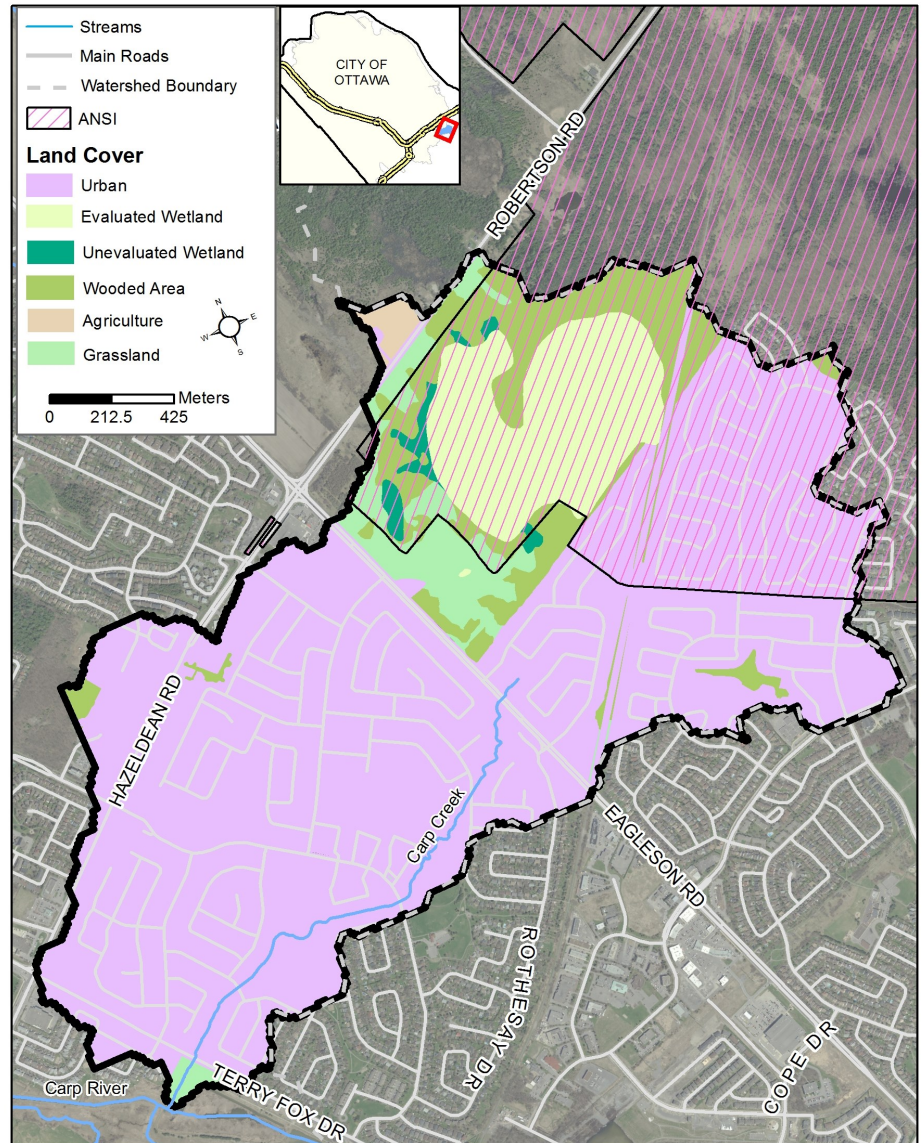 Streams
Main Roads
Watershed Boundary
ANSI
Land Cover
Urban
Evaluated Wetland
Unevaluated Wetland
Wooded Area
Agriculture
Grassland
N
E
W
S
Meters
0 212.5 425
CITY OF
OTTAWA
ROBERTSON RD
HAZELDEAN RD
Carp Creek
EAGLESON RD
ROTHESAY DR
COPE DR
TERRY FOX DR
Carp River